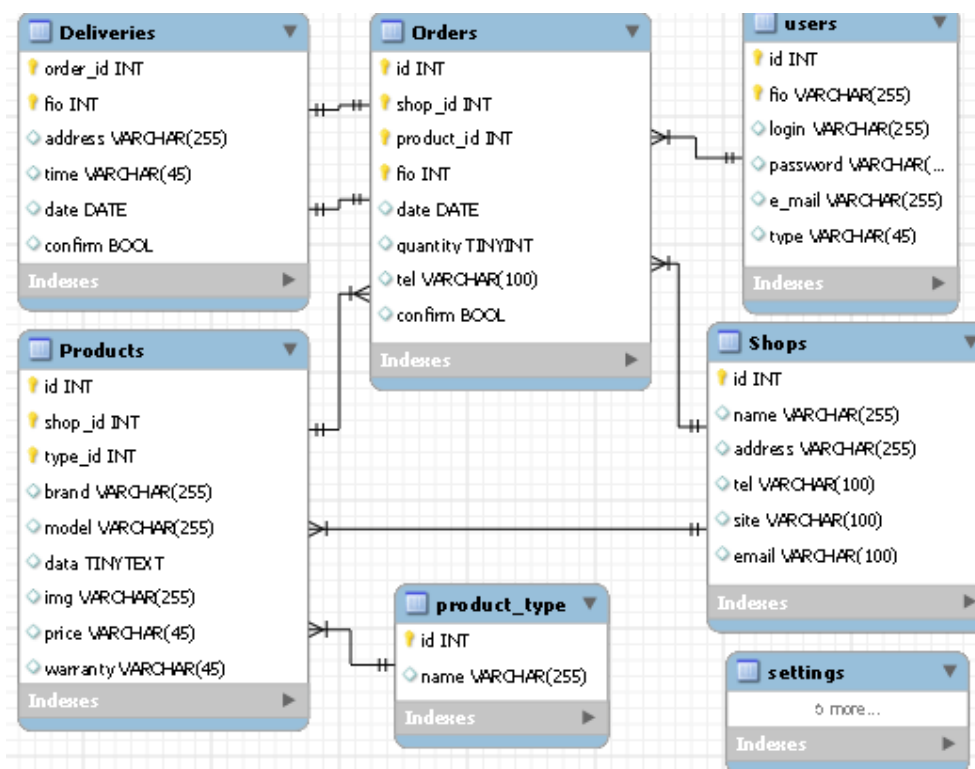 Deliveries
order_id INT
fio INT
address VARCHAR(255)
time VARCHAR(45)
date DATE
confirm BOOL
Indexes
Orders
id INT
shop_id INT
product_id INT
fio INT
date DATE
quantity TINYINT
tel VARCHAR(100)
confirm BOOL
Indexes
users
id INT
fio VARCHAR(255)
login VARCHAR(255)
password VARCHAR(...
e_mail VARCHAR(255)
type VARCHAR(45)
Indexes
Products
id INT
shop_id INT
type_id INT
brand VARCHAR(255)
model VARCHAR(255)
data TINYTEXT
img VARCHAR(255)
price VARCHAR(45)
warranty VARCHAR(45)
Indexes
Shops
id INT
name VARCHAR(255)
address VARCHAR(255)
tel VARCHAR(100)
site VARCHAR(100)
email VARCHAR(100)
Indexes
product_type
id INT
name VARCHAR(255)
Indexes
settings
more...
Indexes